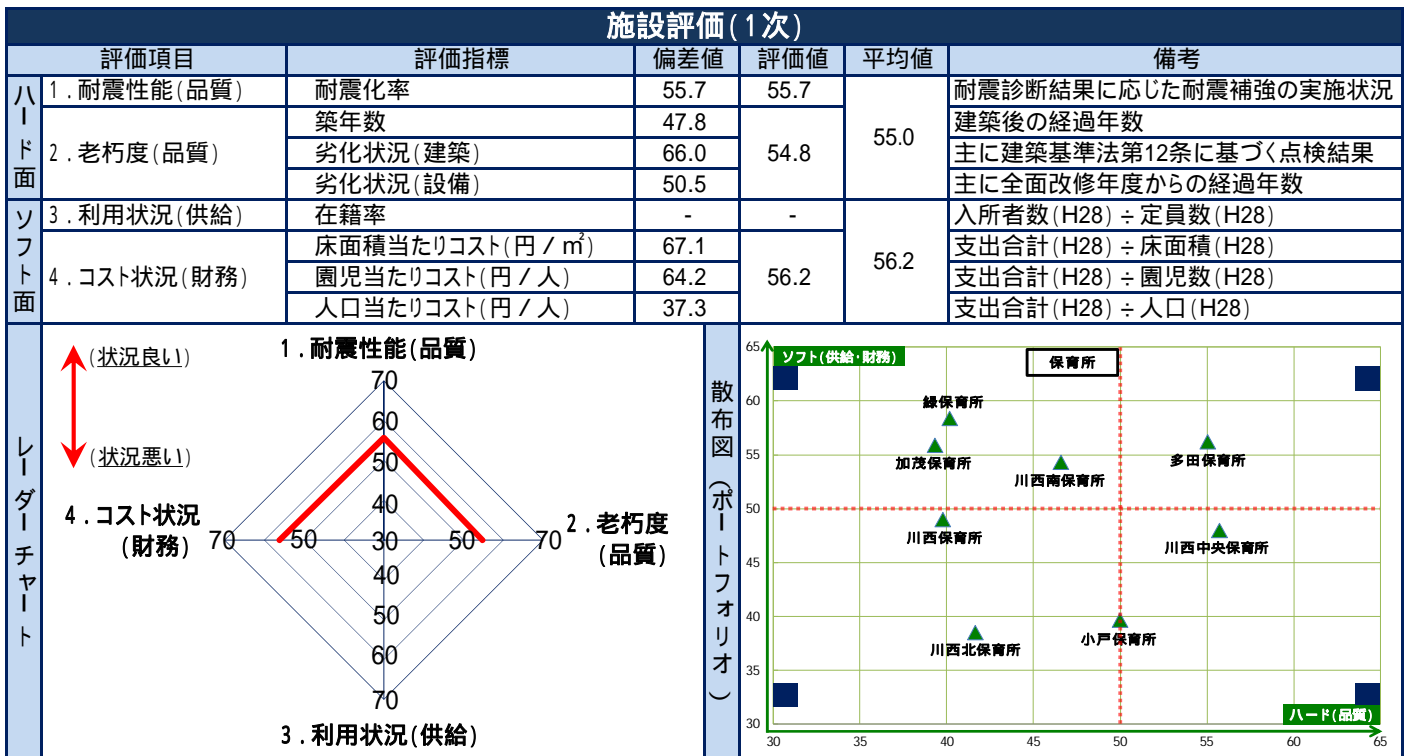 施設評価(1次)
評価項目 評価指標 偏差値 評価値 平均値 備考
ハード面
1.耐震性能(品質) 耐震化率 55.7 55.7 55.0 耐震診断結果に応じた耐震補強の実施状況
2.老朽度(品質) 築年数 47.8 54.8 建築後の経過年数
劣化状況(建築) 66.0 主に建築基準法第12条に基づく点検結果
劣化状況(設備) 50.5 主に全面改修年度からの経過年数
ソフト面
3.利用状況(供給) 在籍率 - - 56.2 入所者数(H28)÷定員数(H28)
4.コスト状況(財務) 床面積当たりコスト(円/㎡) 67.1 56.2 支出合計(H28)÷床面積(H28)
園児当たりコスト(円/人) 64.2 支出合計(H28)÷園児数(H28)
人口当たりコスト(円/人) 37.3 支出合計(H28)÷人口(H28)
レーダーチャート
(状況良い)
(状況悪い)
1.耐震性能(品質)
70
60
50
40
4.コスト状況
(財務)
70 50 30 50 70
2.老朽度
(品質)
40
50
60
70
3.利用状況(供給)
散布図(ポートフォリオ)
65
ソフト(供給・財務)
保育所
60
緑保育所
55
加茂保育所
川西南保育所
多田保育所
50
川西保育所
川西中央保育所
45
40
川西北保育所
小戸保育所
35
ハード(品質)
30
30 35 40 45 50 55 60 65